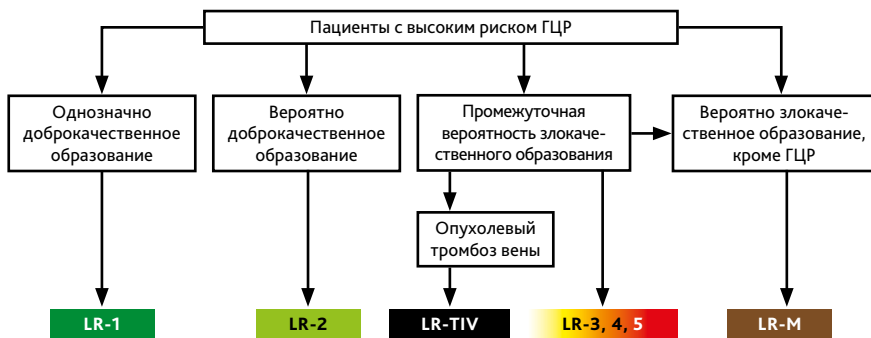 Пациенты с высоким риском ГЦР
Однозначно
доброкачественное
образование
Вероятно
доброкачественное
образование
Промежуточная
вероятность злокаче-
ственного образования
Вероятно злокаче-
ственное образование,
кроме ГЦР
Опухолевый
тромбоз вены
LR-1
LR-2
LR-TIV
LR-3, 4, 5
LR-M